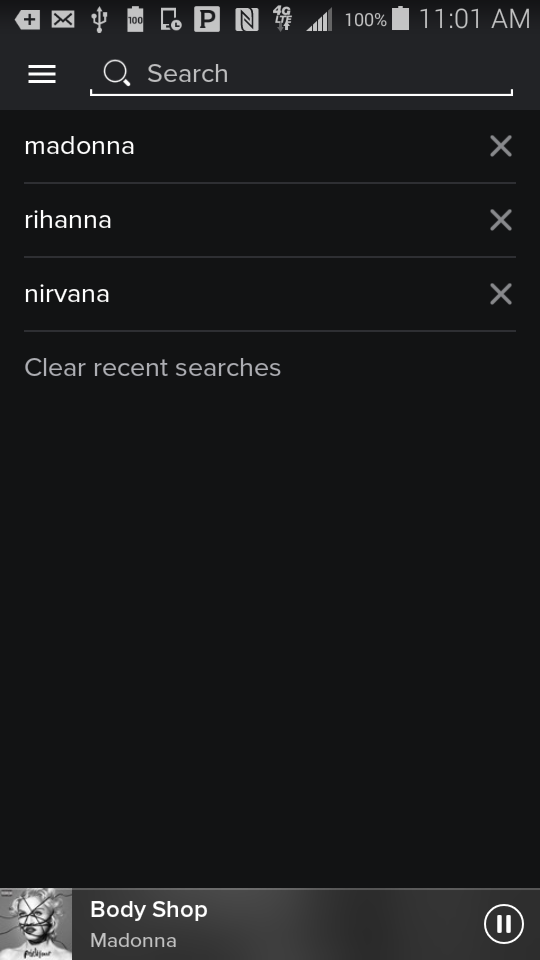 100 P 4G LTE 100% 11:01 AM
Search
madonna
rihanna
nirvana
Clear recent searches
Body Shop
Madonna